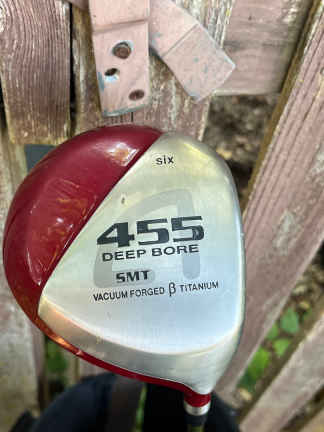 six
455
DEEP BORE
SMT
VACUUM FORGED β TITANIUM